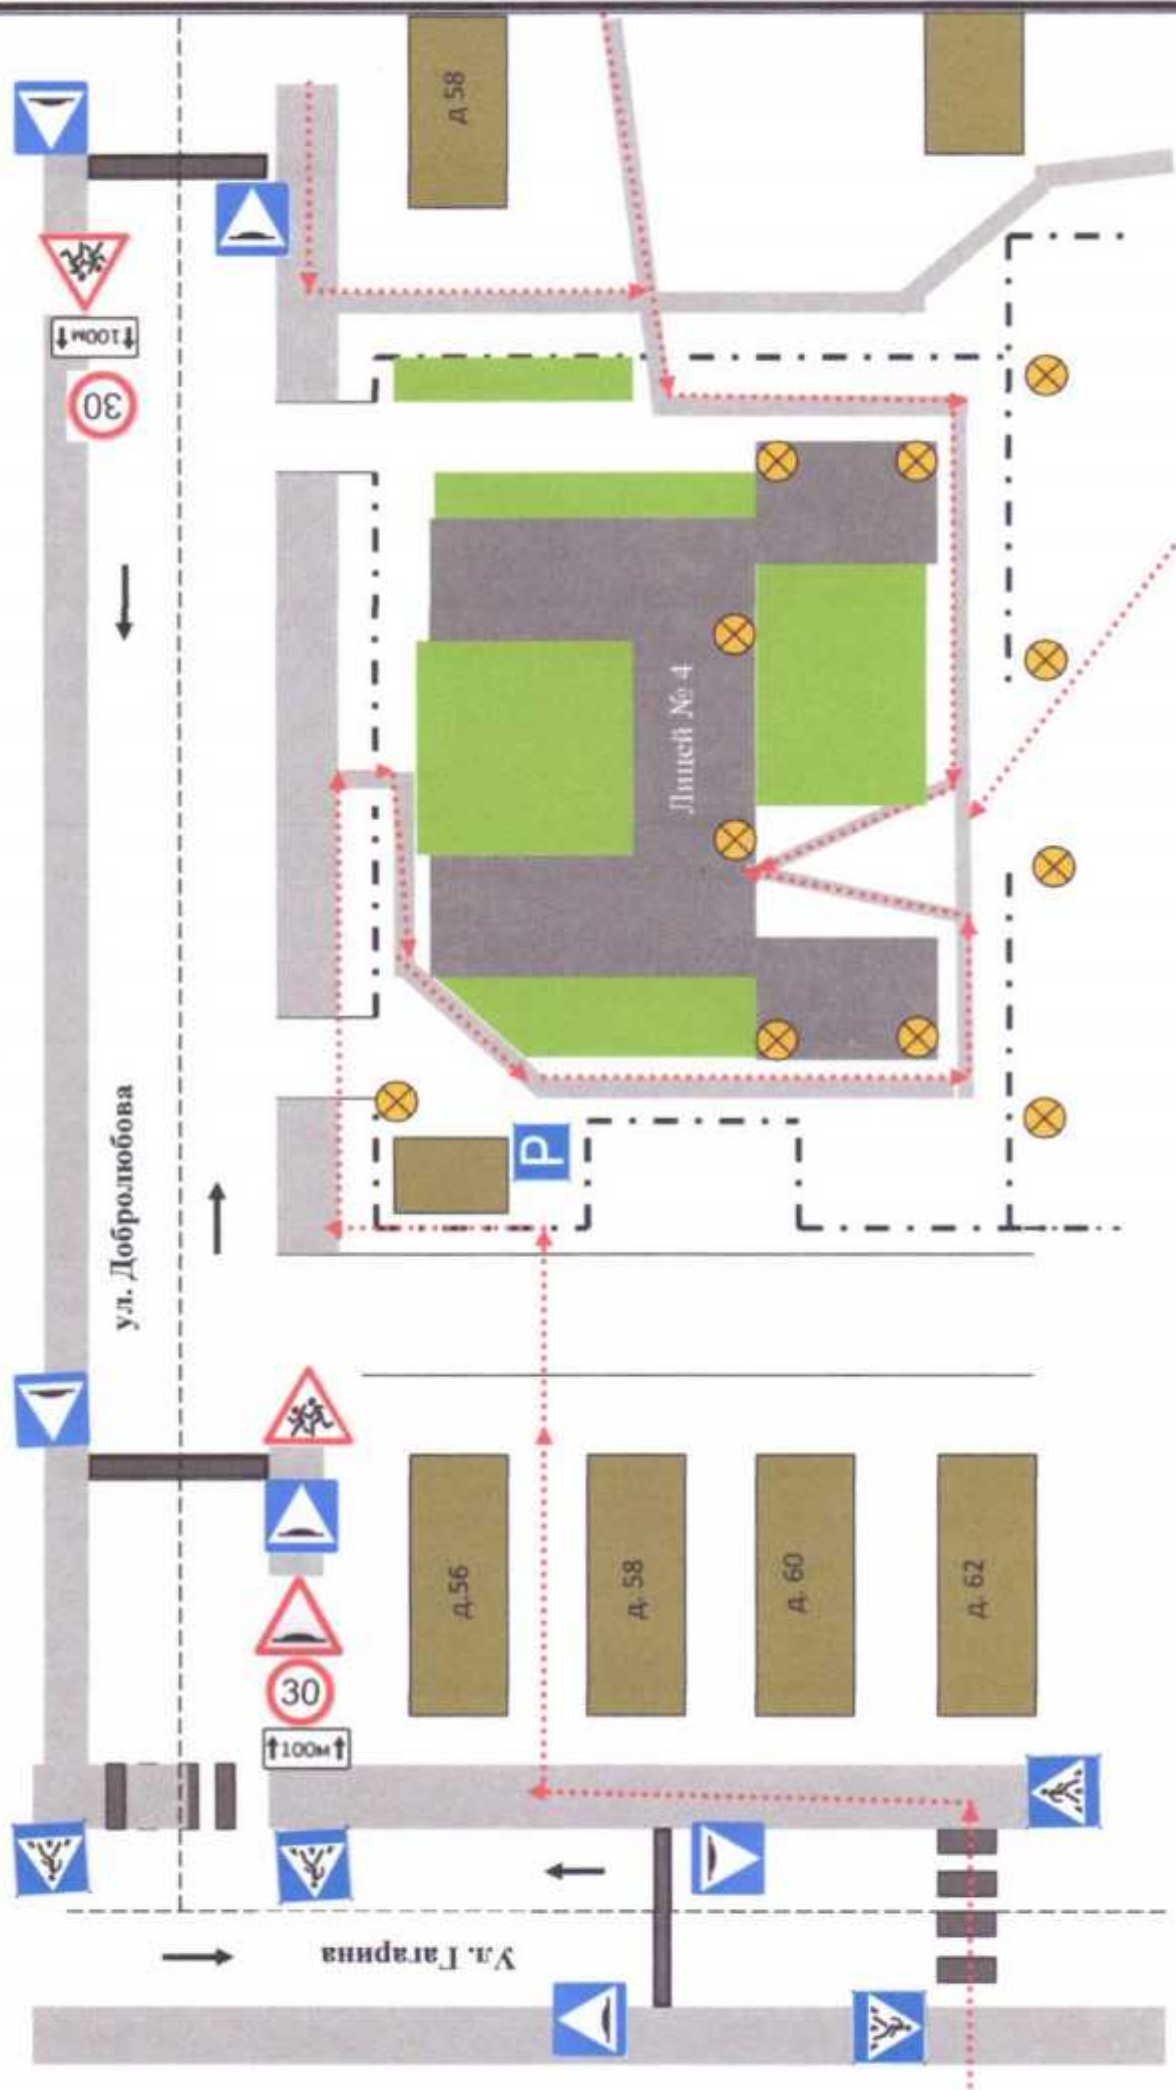 д 58
100м
30
Лицей № 4
ул. Добролюбова
P
д.56
д. 58
д. 60
д. 62
30
100м
Ул. Гагарина